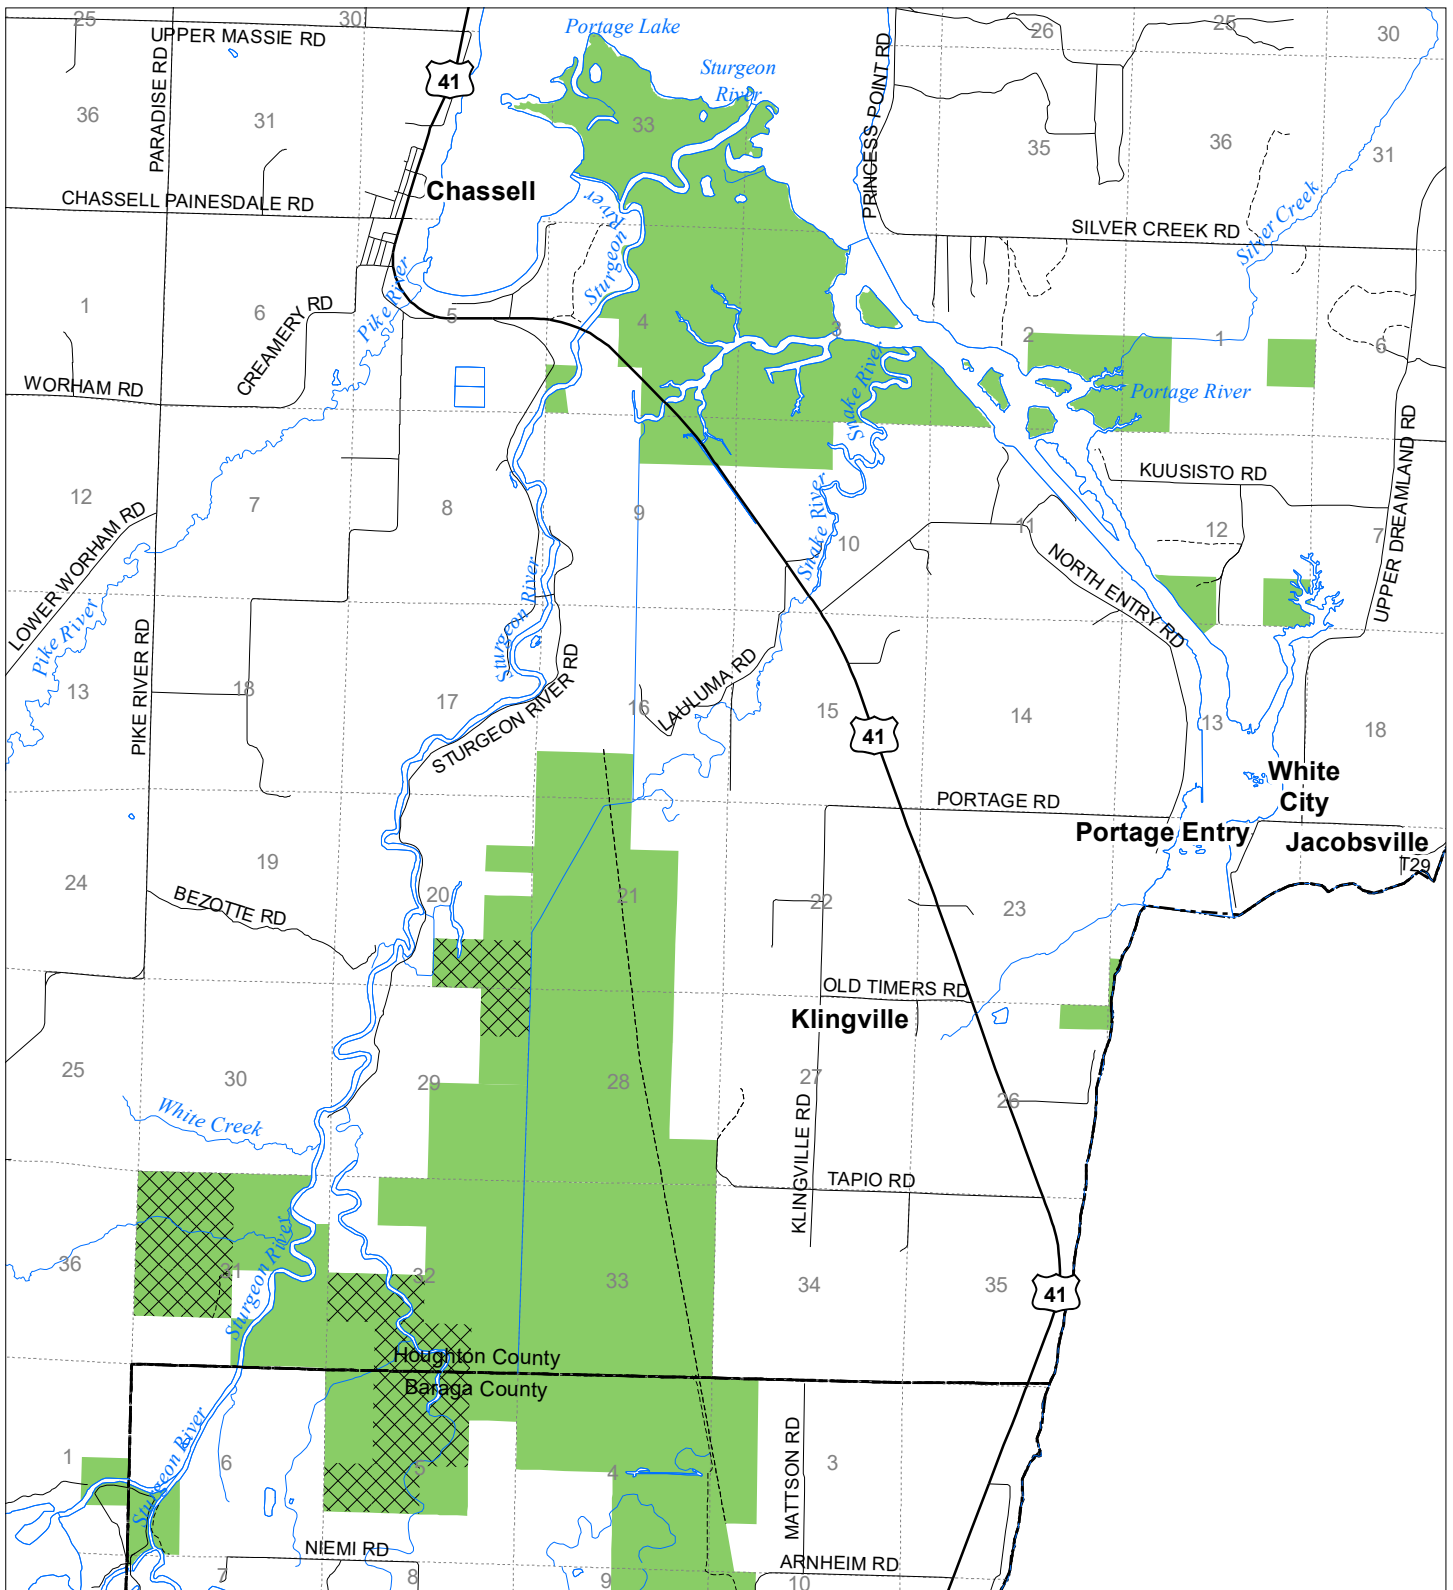 25
30
UPPER MASSIE RD
Portage Lake
26
25
30
PARADISE RD
41
Sturgeon
River
PRINCESS POINT RD
36
31
33
35
36
31
Chassell
CHASSELL PAINESDALE RD
Sturgeon River
SILVER CREEK RD
Silver Creek
1
6
CREAMERY RD
Pike River
5
4
3
2
1
6
WORHAM RD
Snake River
Portage River
UPPER DREAMLAND RD
KUUSISTO RD
12
7
8
9
10
11
12
7
LOWER WORHAM RD
Snake River
NORTH ENTRY RD
Pike River
Sturgeon River
13
PIKE RIVER RD
18
17
STURGEON RIVER RD
16
LAULUMA RD
15
14
13
18
41
White
City
PORTAGE RD
Portage Entry
Jacobsville
T29
19
24
BEZOTTE RD
20
21
22
23
OLD TIMERS RD
Klingville
25
30
29
28
27
26
White Creek
KLINGVILLE RD
TAPIO RD
36
31
Sturgeon River
32
33
34
35
41
Houghton County
Baraga County
1
Sturgeon River
6
5
4
MATTSON RD
3
NIEMI RD
ARNHEIM RD
7
8
9
10